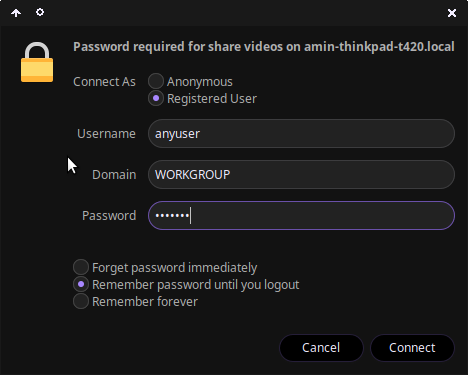 Password required for share videos on amin-thinkpad-t420.local
Connect As Anonymous
Registered User
Username anyuser
Domain WORKGROUP
Password •••••••
Forget password immediately
Remember password until you logout
Remember forever
Cancel Connect